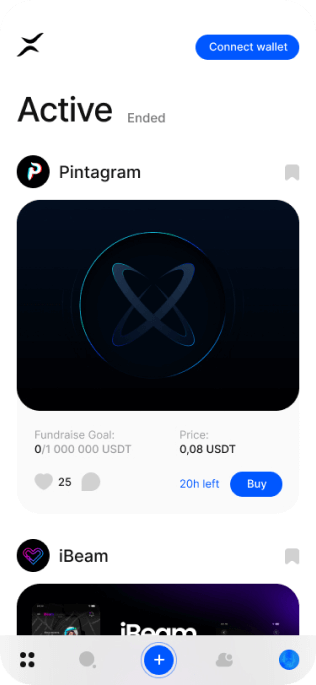 Connect wallet
Active
Ended
Pintagram
Fundraise Goal:
Price:
0/1 000 000 USDT
0,08 USDT
25
20h left
Buy
iBeam
iBeam